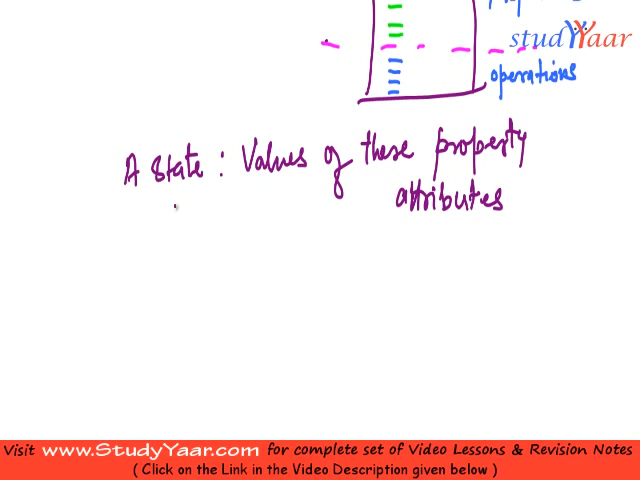 studYYaar
operations
A state : Values of these property
attributes
Visit www.StudyYaar.com for complete set of Video Lessons & Revision Notes
( Click on the Link in the Video Description given below )